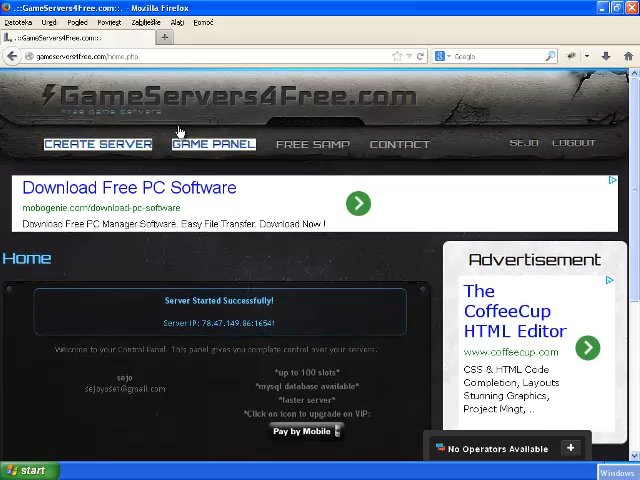 .::GameServers4Free.com::. - Mozilla Firefox
Datoteka Uredi Pogled Povijest Zabilješke Alati Pomoć
.::GameServers4Free.com::.
gameservers4free.com/home.php
Google
GameServers4Free.com
Free Game Servers
CREATE SERVER GAME PANEL FREE SAMP CONTACT SEJO LOGOUT
Download Free PC Software
mobogenie.com/download-pc-software
Download Free PC Manager Software. Easy File Transfer. Download Now !
Home
Server Started Successfully!
Server IP: 78.47.149.86:16541
Welcome to your Control Panel. This panel gives you complete control over your servers.
sejo
*up to 100 slots*
*mysql database available*
*faster server*
*Click on icon to upgrade on VIP:
Pay by Mobile
Advertisement
The
CoffeeCup
HTML Editor
www.coffeecup.com
CSS & HTML Code
Completion, Layouts
Stunning Graphics,
Project Mngt, ..
No Operators Available
start
Windows